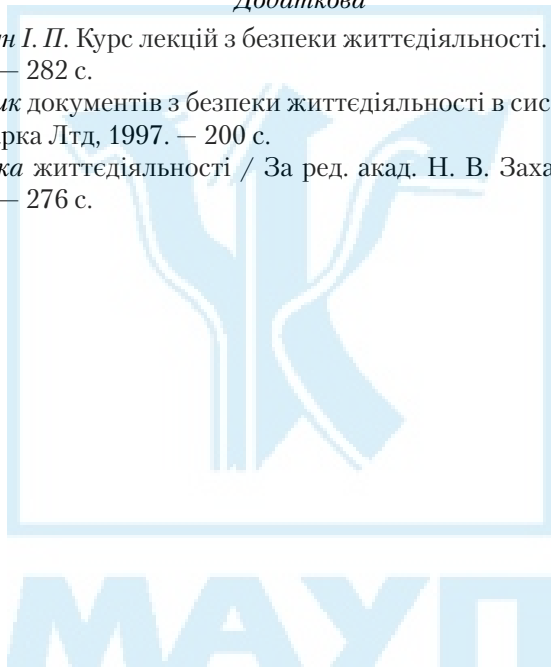 Додаткова
н І. П. Курс лекцій з безпеки життєдіяльності.
— 282 с.
ик документів з безпеки життєдіяльності в сис
рка Лтд, 1997. — 200 с.
ка життєдіяльності / За ред. акад. Н. В. Заха
— 276 с.
МАУП